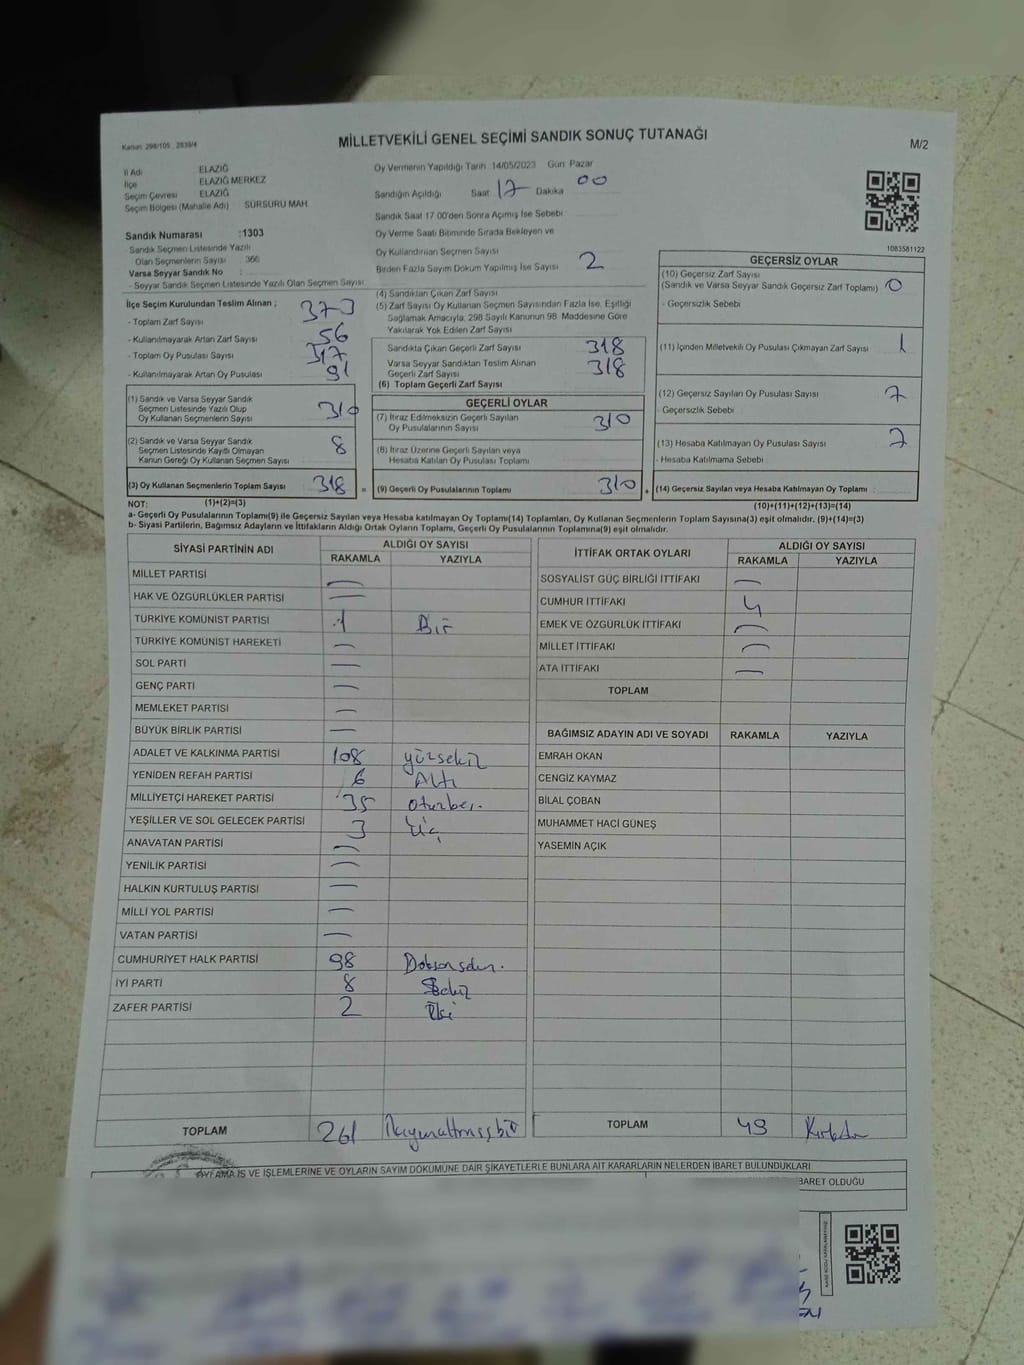 Kanun: 298/105 , 2839/4
MİLLETVEKİLİ GENEL SEÇİMİ SANDIK SONUÇ TUTANAĞI
M/2
İl Adı ELAZIĞ
İlçe ELAZIĞ MERKEZ
Seçim Çevresi ELAZIĞ
Seçim Bölgesi (Mahalle Adı) SÜRSÜRÜ MAH.
Sandık Numarası :1303
- Sandık Seçmen Listesinde Yazılı
Olan Seçmenlerin Sayısı : 366
Varsa Seyyar Sandık No :
- Seyyar Sandık Seçmen Listesinde Yazılı Olan Seçmen Sayısı
Oy Vermenin Yapıldığı Tarih 14/05/2023 Gün Pazar
Sandığın Açıldığı Saat 17 Dakika 00
Sandık Saat 17.00'den Sonra Açımış İse Sebebi
Oy Verme Saati Bitiminde Sırada Bekleyen ve
Oy Kullandırılan Seçmen Sayısı
Birden Fazla Sayım Döküm Yapılmış İse Sayısı 2
1083581122
İlçe Seçim Kurulundan Teslim Alınan ;
- Toplam Zarf Sayısı 373
- Kullanılmayarak Artan Zarf Sayısı 56
- Toplam Oy Pusulası Sayısı 317
- Kullanılmayarak Artan Oy Pusulası 91
(1) Sandık ve Varsa Seyyar Sandık
Seçmen Listesinde Yazılı Olup
Oy Kullanan Seçmenlerin Sayısı 310
(2) Sandık ve Varsa Seyyar Sandık
Seçmen Listesinde Kayıtlı Olmayan
Kanun Gereği Oy Kullanan Seçmen Sayısı 8
(3) Oy Kullanan Seçmenlerin Toplam Sayısı 318 =
(4) Sandıktan Çıkan Zarf Sayısı
(5) Zarf Sayısı Oy Kullanan Seçmen Sayısından Fazla İse, Eşitliği
Sağlamak Amacıyla, 298 Sayılı Kanunun 98. Maddesine Göre
Yakılarak Yok Edilen Zarf Sayısı
Sandıkta Çıkan Geçerli Zarf Sayısı 318
Varsa Seyyar Sandıktan Teslim Alınan
Geçerli Zarf Sayısı 318
(6) Toplam Geçerli Zarf Sayısı
GEÇERLİ OYLAR
(7) İtiraz Edilmeksizin Geçerli Sayılan
Oy Pusulalarının Sayısı 310
(8) İtiraz Üzerine Geçerli Sayılan veya
Hesaba Katılan Oy Pusulası Toplamı
(9) Geçerli Oy Pusulalarının Toplamı 310 +
GEÇERSİZ OYLAR
(10) Geçersiz Zarf Sayısı
(Sandık ve Varsa Seyyar Sandık Geçersiz Zarf Toplamı) 0
- Geçersizlik Sebebi
(11) İçinden Milletvekili Oy Pusulası Çıkmayan Zarf Sayısı 1
(12) Geçersiz Sayılan Oy Pusulası Sayısı 7
- Geçersizlik Sebebi
(13) Hesaba Katılmayan Oy Pusulası Sayısı 7
- Hesaba Katılmama Sebebi
(14) Geçersiz Sayılan veya Hesaba Katılmayan Oy Toplamı :
NOT: (1)+(2)=(3) (10)+(11)+(12)+(13)=(14)
a- Geçerli Oy Pusulalarının Toplamı(9) ile Geçersiz Sayılan veya Hesaba katılmayan Oy Toplamı(14) Toplamları, Oy Kullanan Seçmenlerin Toplam Sayısına(3) eşit olmalıdır. (9)+(14)=(3)
b- Siyasi Partilerin, Bağımsız Adayların ve İttifakların Aldığı Ortak Oyların Toplamı, Geçerli Oy Pusulalarının Toplamına(9) eşit olmalıdır.
SİYASİ PARTİNİN ADI ALDIĞI OY SAYISI
RAKAMLA YAZIYLA
MİLLET PARTİSİ —
HAK VE ÖZGÜRLÜKLER PARTİSİ —
TÜRKİYE KOMÜNİST PARTİSİ 1 Bir
TÜRKİYE KOMÜNİST HAREKETİ —
SOL PARTİ —
GENÇ PARTİ —
MEMLEKET PARTİSİ —
BÜYÜK BİRLİK PARTİSİ —
ADALET VE KALKINMA PARTİSİ 108 yüzsekiz
YENİDEN REFAH PARTİSİ 6 Altı
MİLLİYETÇİ HAREKET PARTİSİ 35 otuzbeş.
YEŞİLLER VE SOL GELECEK PARTİSİ 3 üç
ANAVATAN PARTİSİ —
YENİLİK PARTİSİ —
HALKIN KURTULUŞ PARTİSİ —
MİLLİ YOL PARTİSİ —
VATAN PARTİSİ —
CUMHURİYET HALK PARTİSİ 98 Doksansekiz.
İYİ PARTİ 8 Sekiz
ZAFER PARTİSİ 2 İki
TOPLAM 261 İkiyüzaltmışbir
İTTİFAK ORTAK OYLARI ALDIĞI OY SAYISI
RAKAMLA YAZIYLA
SOSYALİST GÜÇ BİRLİĞİ İTTİFAKI —
CUMHUR İTTİFAKI 4
EMEK VE ÖZGÜRLÜK İTTİFAKI —
MİLLET İTTİFAKI —
ATA İTTİFAKI —
TOPLAM
BAĞIMSIZ ADAYIN ADI VE SOYADI RAKAMLA YAZIYLA
EMRAH OKAN
CENGİZ KAYMAZ
BİLAL ÇOBAN
MUHAMMET HACİ GÜNEŞ
YASEMİN AÇIK
TOPLAM 49
OYLAMA İŞ VE İŞLEMLERİNE VE OYLARIN SAYIM DÖKÜMÜNE DAİR ŞİKAYETLERLE BUNLARA AİT KARARLARIN NELERDEN İBARET BULUNDUKLARI
BARET OLDUĞU